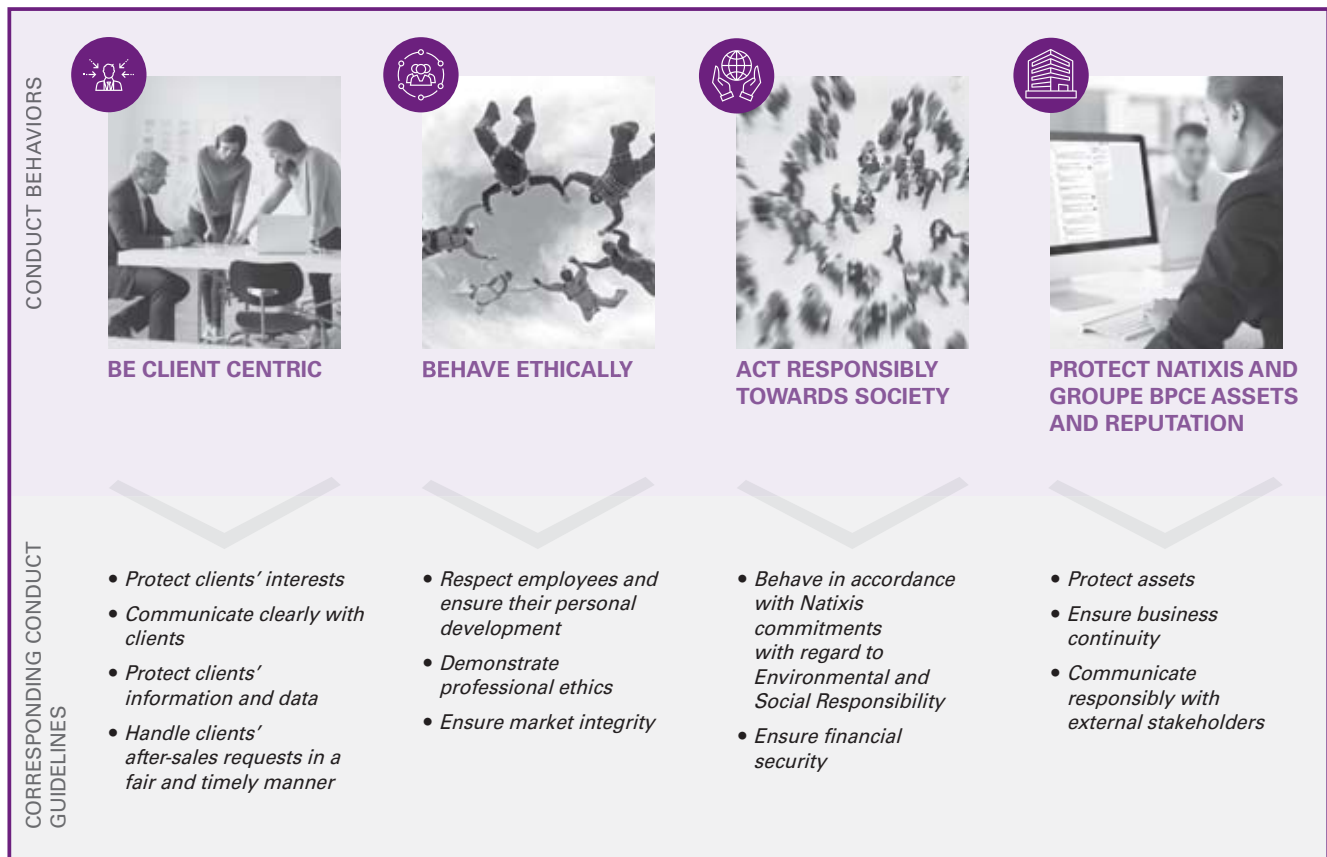 CONDUCT BEHAVIORS
BE CLIENT CENTRIC
BEHAVE ETHICALLY
ACT RESPONSIBLY
TOWARDS SOCIETY
PROTECT NATIXIS AND
GROUPE BPCE ASSETS
AND REPUTATION
CORRESPONDING CONDUCT
GUIDELINES
• Protect clients’ interests
• Communicate clearly with
clients
• Protect clients’
information and data
• Handle clients’
after-sales requests in a
fair and timely manner
• Respect employees and
ensure their personal
development
• Demonstrate
professional ethics
• Ensure market integrity
• Behave in accordance
with Natixis
commitments
with regard to
Environmental and
Social Responsibility
• Ensure financial
security
• Protect assets
• Ensure business
continuity
• Communicate
responsibly with
external stakeholders